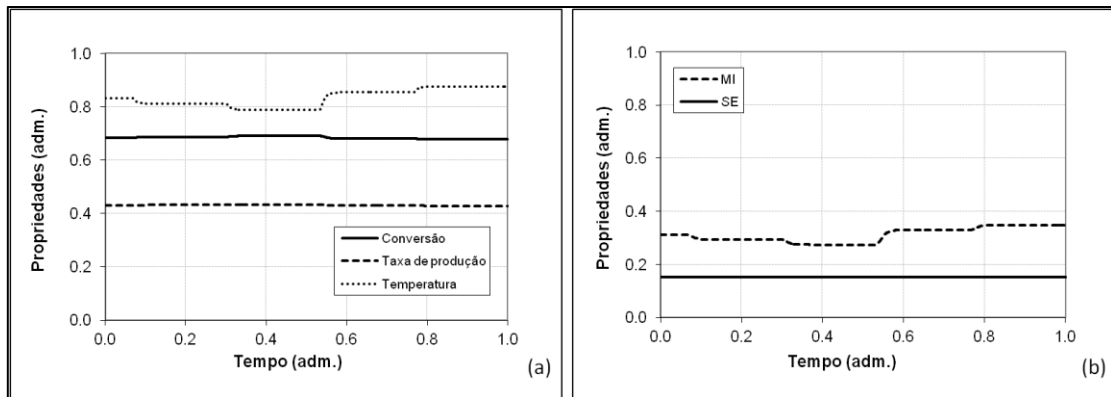 1.0
0.8
0.6
0.4
0.2
0.0
Propriedades (adm.)
Conversão
Taxa de produção
Temperatura
0.0 0.2 0.4 0.6 0.8 1.0
Tempo (adm.)
(a)
1.0
0.8
0.6
0.4
0.2
0.0
Propriedades (adm.)
MI
SE
0.0 0.2 0.4 0.6 0.8 1.0
Tempo (adm.)
(b)